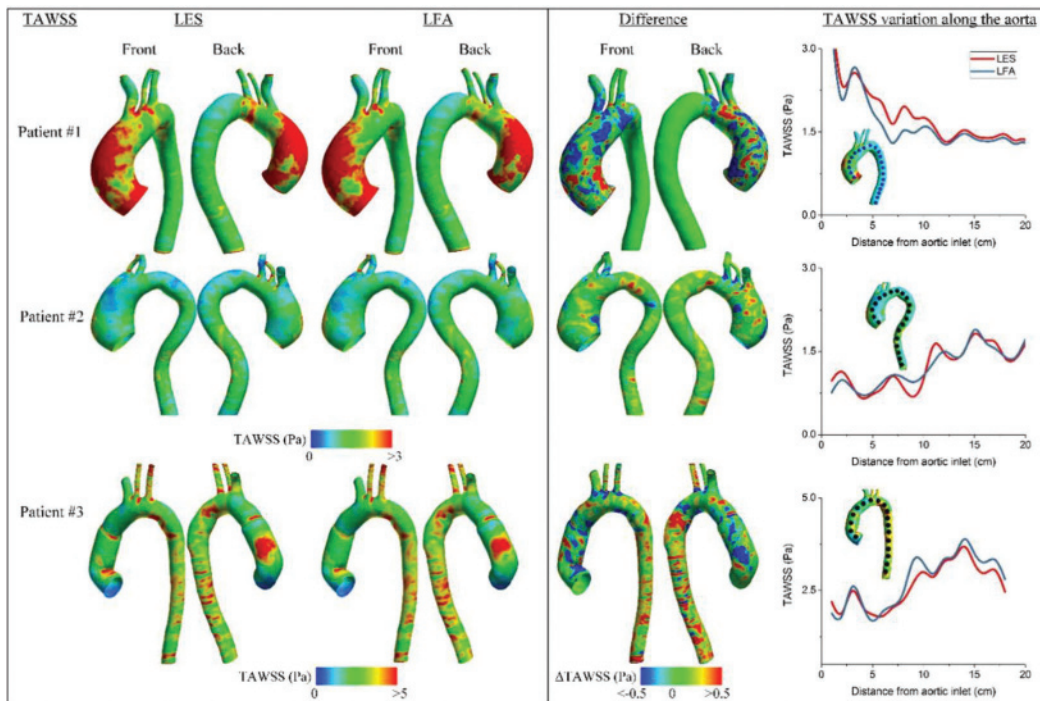 TAWSS LES LFA Difference TAWSS variation along the aorta
Front Back Front Back Front Back
Patient #1
3.0
1.5
0.0
TAWSS (Pa)
LES
LFA
0 5 10 15 20
Distance from aortic inlet (cm)
Patient #2
3.0
1.5
0.0
TAWSS (Pa)
0 5 10 15 20
Distance from aortic inlet (cm)
TAWSS (Pa)
0 >3
Patient #3
5.0
2.5
TAWSS (Pa)
0 5 10 15 20
Distance from aortic inlet (cm)
TAWSS (Pa)
0 >5
ΔTAWSS (Pa)
<-0.5 0 >0.5